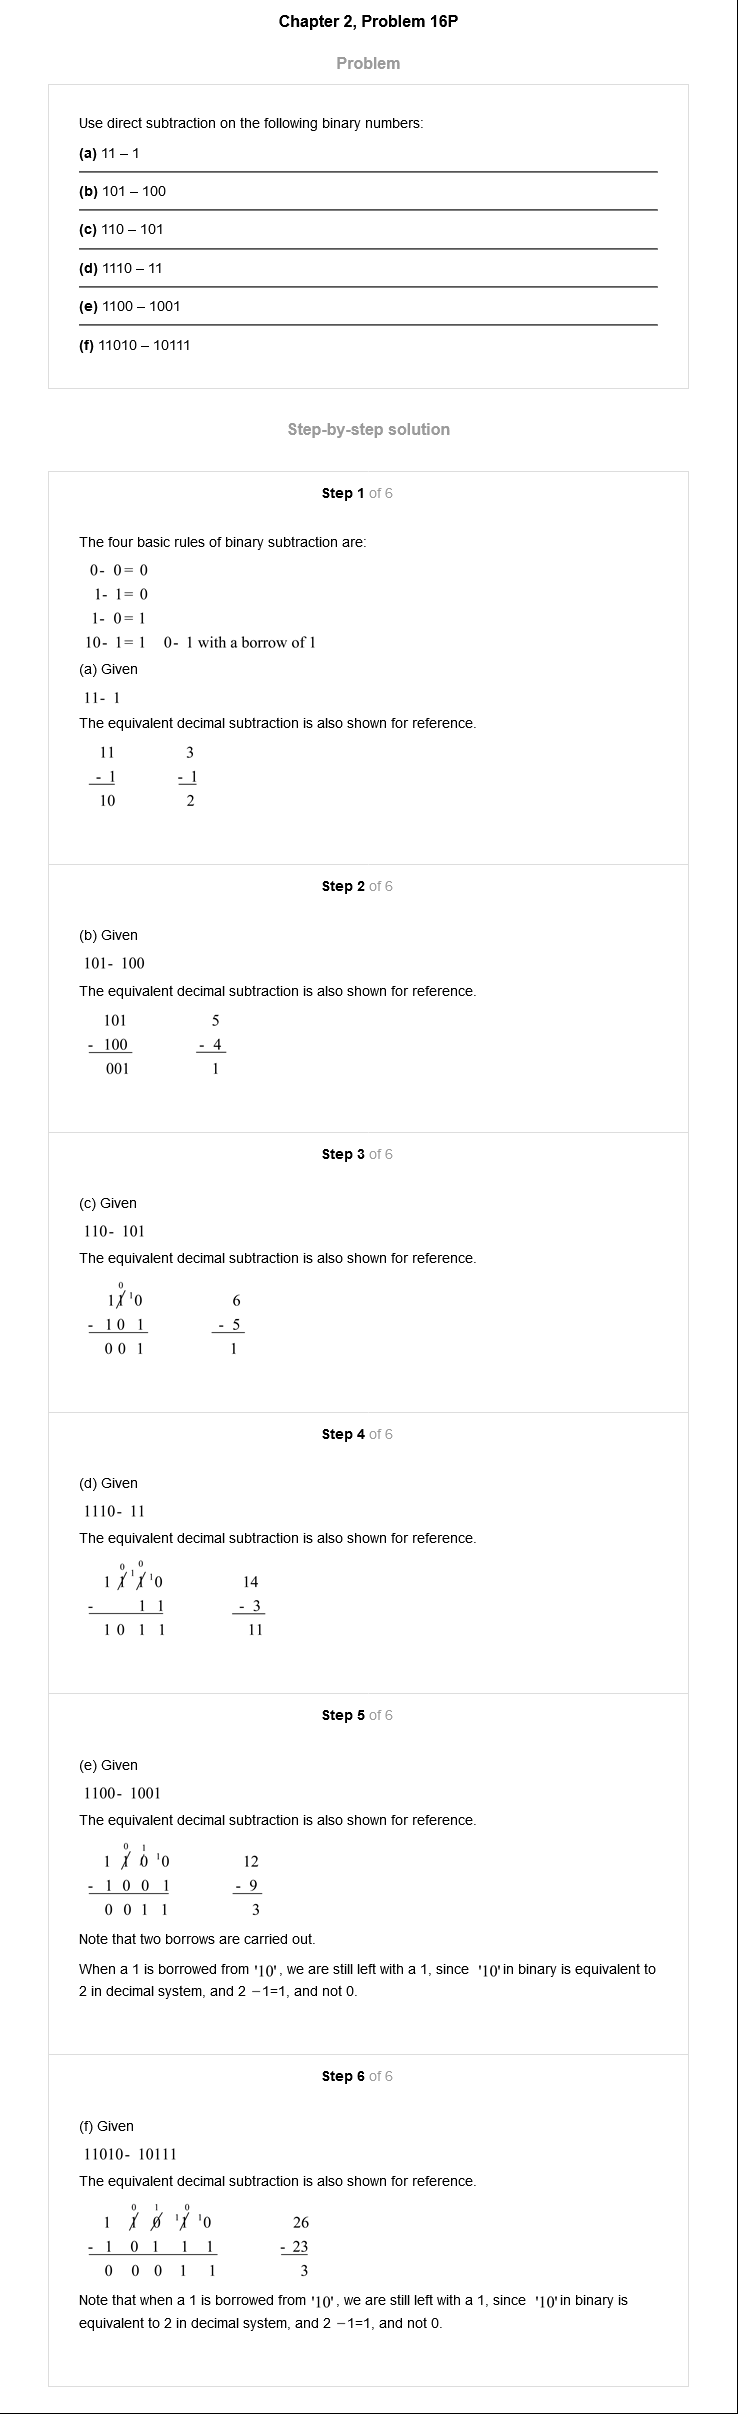 Chapter 2, Problem 16P
Problem
Use direct subtraction on the following binary numbers:
(a) 11 – 1
(b) 101 – 100
(c) 110 – 101
(d) 1110 – 11
(e) 1100 – 1001
(f) 11010 – 10111
Step-by-step solution
Step 1 of 6
The four basic rules of binary subtraction are:
0- 0= 0
1- 1= 0
1- 0= 1
10- 1= 1 0- 1 with a borrow of 1
(a) Given
11- 1
The equivalent decimal subtraction is also shown for reference.
11 3
- 1 - 1
10 2
Step 2 of 6
(b) Given
101- 100
The equivalent decimal subtraction is also shown for reference.
101 5
- 100 - 4
001 1
Step 3 of 6
(c) Given
110- 101
The equivalent decimal subtraction is also shown for reference.
0
1 1 1 0 6
- 1 0 1 - 5
0 0 1 1
Step 4 of 6
(d) Given
1110- 11
The equivalent decimal subtraction is also shown for reference.
0 0
1 1 1 1 1 0 14
- 1 1 - 3
1 0 1 1 11
Step 5 of 6
(e) Given
1100- 1001
The equivalent decimal subtraction is also shown for reference.
0 1
1 1 0 1 0 12
- 1 0 0 1 - 9
0 0 1 1 3
Note that two borrows are carried out.
When a 1 is borrowed from '10', we are still left with a 1, since '10' in binary is equivalent to
2 in decimal system, and 2 −1=1, and not 0.
Step 6 of 6
(f) Given
11010- 10111
The equivalent decimal subtraction is also shown for reference.
0 1 0
1 1 0 1 1 1 0 26
- 1 0 1 1 1 - 23
0 0 0 1 1 3
Note that when a 1 is borrowed from '10', we are still left with a 1, since '10' in binary is
equivalent to 2 in decimal system, and 2 −1=1, and not 0.